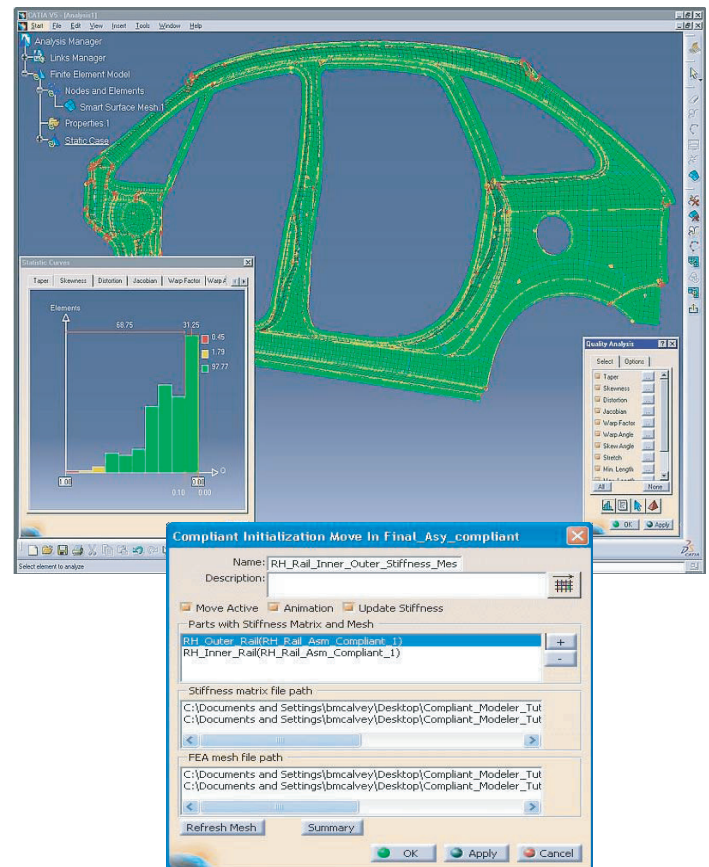 CATIA V5 - [Analysis1]
Start File Edit View Insert Tools Window Help
Analysis Manager
Links Manager
Finite Element Model
Nodes and Elements
Smart Surface Mesh.1
Properties.1
Static Case
Statistic Curves
Taper Skewness Distortion Jacobian Warp Factor Warp A
Elements
68.75 31.25
0.45
1.79
97.77
Q
1.00 0.00
0.10 0.00
Quality Analysis
Select Options
Taper
Skewness
Distortion
Jacobian
Warp Factor
Warp Angle
Skew Angle
Stretch
Min. Length
All None
OK Apply
CATIA
Select element to analyze
Compliant Initialization Move In Final_Asy_compliant
Name: RH_Rail_Inner_Outer_Stiffness_Mes
Description:
Move Active Animation Update Stiffness
Parts with Stiffness Matrix and Mesh
RH_Outer_Rail(RH_Rail_Asm_Compliant_1)
RH_Inner_Rail(RH_Rail_Asm_Compliant_1)
+
-
Stiffness matrix file path
C:\Documents and Settings\bmcalvey\Desktop\Compliant_Modeler_Tut
C:\Documents and Settings\bmcalvey\Desktop\Compliant_Modeler_Tut
FEA mesh file path
C:\Documents and Settings\bmcalvey\Desktop\Compliant_Modeler_Tut
C:\Documents and Settings\bmcalvey\Desktop\Compliant_Modeler_Tut
Refresh Mesh Summary
OK Apply Cancel